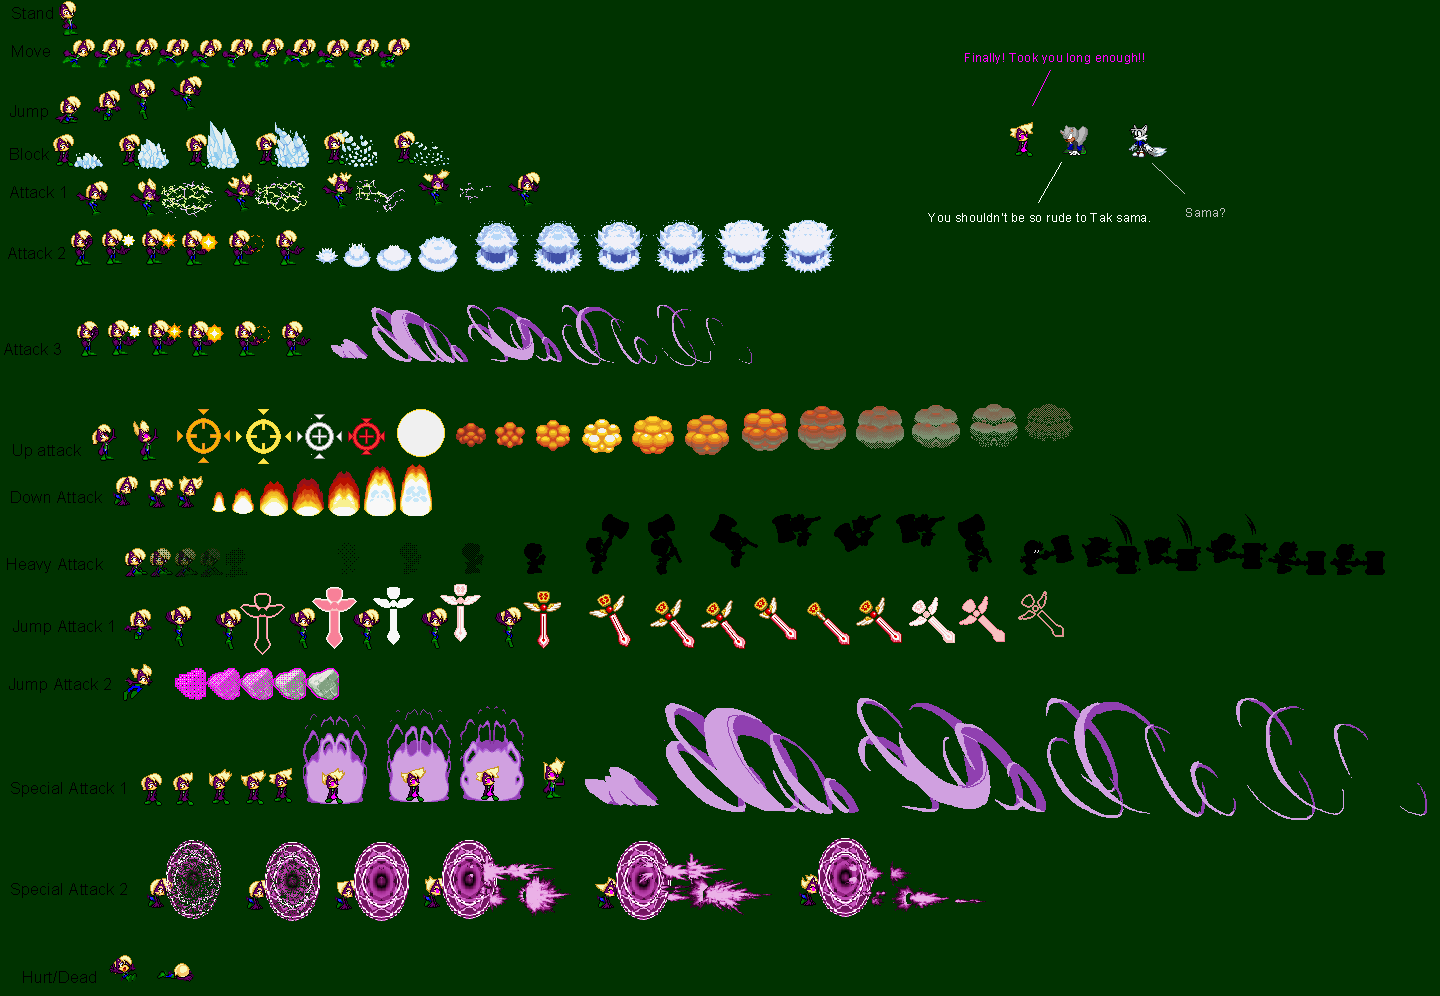 Stand
Move
Finally! Took you long enough!!
Jump
Block
Attack 1
You shouldn't be so rude to Tak sama.
Sama?
Attack 2
Attack 3
Up attack
Down Attack
Heavy Attack
Jump Attack 1
Jump Attack 2
Special Attack 1
Special Attack 2
Hurt/Dead